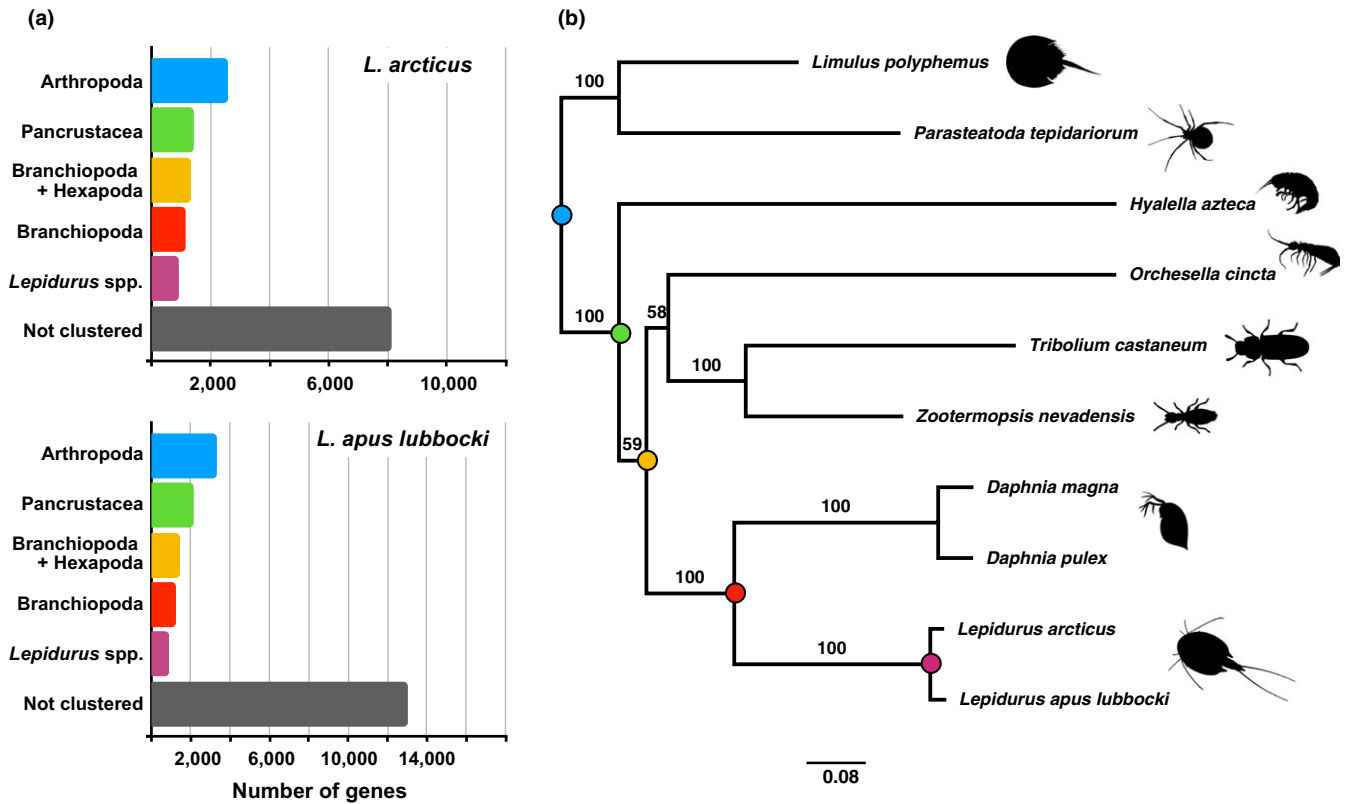 (a)
L. arcticus
Arthropoda
Pancrustacea
Branchiopoda
+ Hexapoda
Branchiopoda
Lepidurus spp.
Not clustered
2,000
6,000
10,000
L. apus lubbocki
Arthropoda
Pancrustacea
Branchiopoda
+ Hexapoda
Branchiopoda
Lepidurus spp.
Not clustered
2,000
6,000
10,000
14,000
Number of genes
(b)
100
Limulus polyphemus
Parasteatoda tepidariorum
Hyalella azteca
Orchesella cincta
100
58
Tribolium castaneum
100
Zootermopsis nevadensis
59
Daphnia magna
100
Daphnia pulex
100
Lepidurus arcticus
100
Lepidurus apus lubbocki
0.08